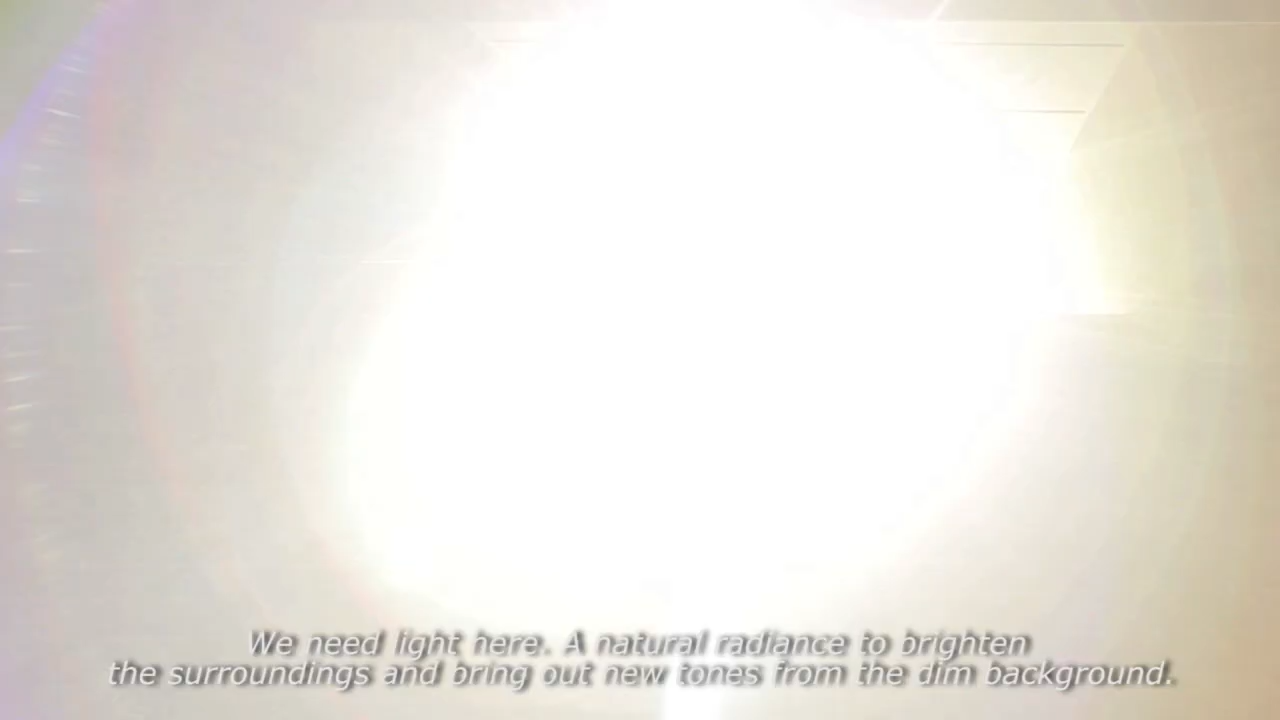 We need light here. A natural radiance to brighten
the surroundings and bring out new tones from the dim background.